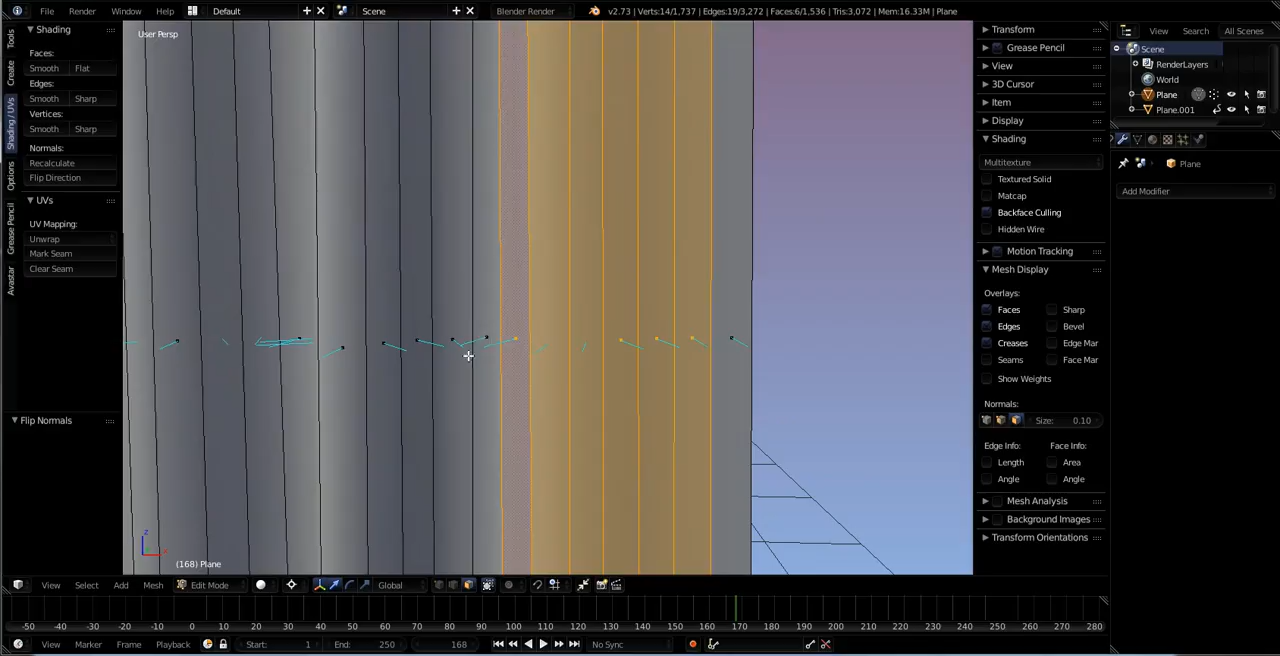 File Render Window Help Default Scene Blender Render v2.73 | Verts:14/1,737 | Edges:19/3,272 | Faces:6/1,536 | Tris:3,072 | Mem:16.33M | Plane
Tools
Create
Shading / UVs
Options
Grease Pencil
Avastar
Shading
Faces:
Smooth Flat
Edges:
Smooth Sharp
Vertices:
Smooth Sharp
Normals:
Recalculate
Flip Direction
UVs
UV Mapping:
Unwrap
Mark Seam
Clear Seam
Flip Normals
User Persp
(168) Plane
Transform
Grease Pencil
View
3D Cursor
Item
Display
Shading
Multitexture
Textured Solid
Matcap
Backface Culling
Hidden Wire
Motion Tracking
Mesh Display
Overlays:
Faces Sharp
Edges Bevel
Creases Edge Mar
Seams Face Mar
Show Weights
Normals:
Size: 0.10
Edge Info: Face Info:
Length Area
Angle Angle
Mesh Analysis
Background Images
Transform Orientations
View Search All Scenes
Scene
RenderLayers
World
Plane
Plane.001
Plane
Add Modifier
View Select Add Mesh Edit Mode Global
-50 -40 -30 -20 -10 0 10 20 30 40 50 60 70 80 90 100 110 120 130 140 150 160 170 180 190 200 210 220 230 240 250 260 270 280
View Marker Frame Playback Start: 1 End: 250 168 No Sync